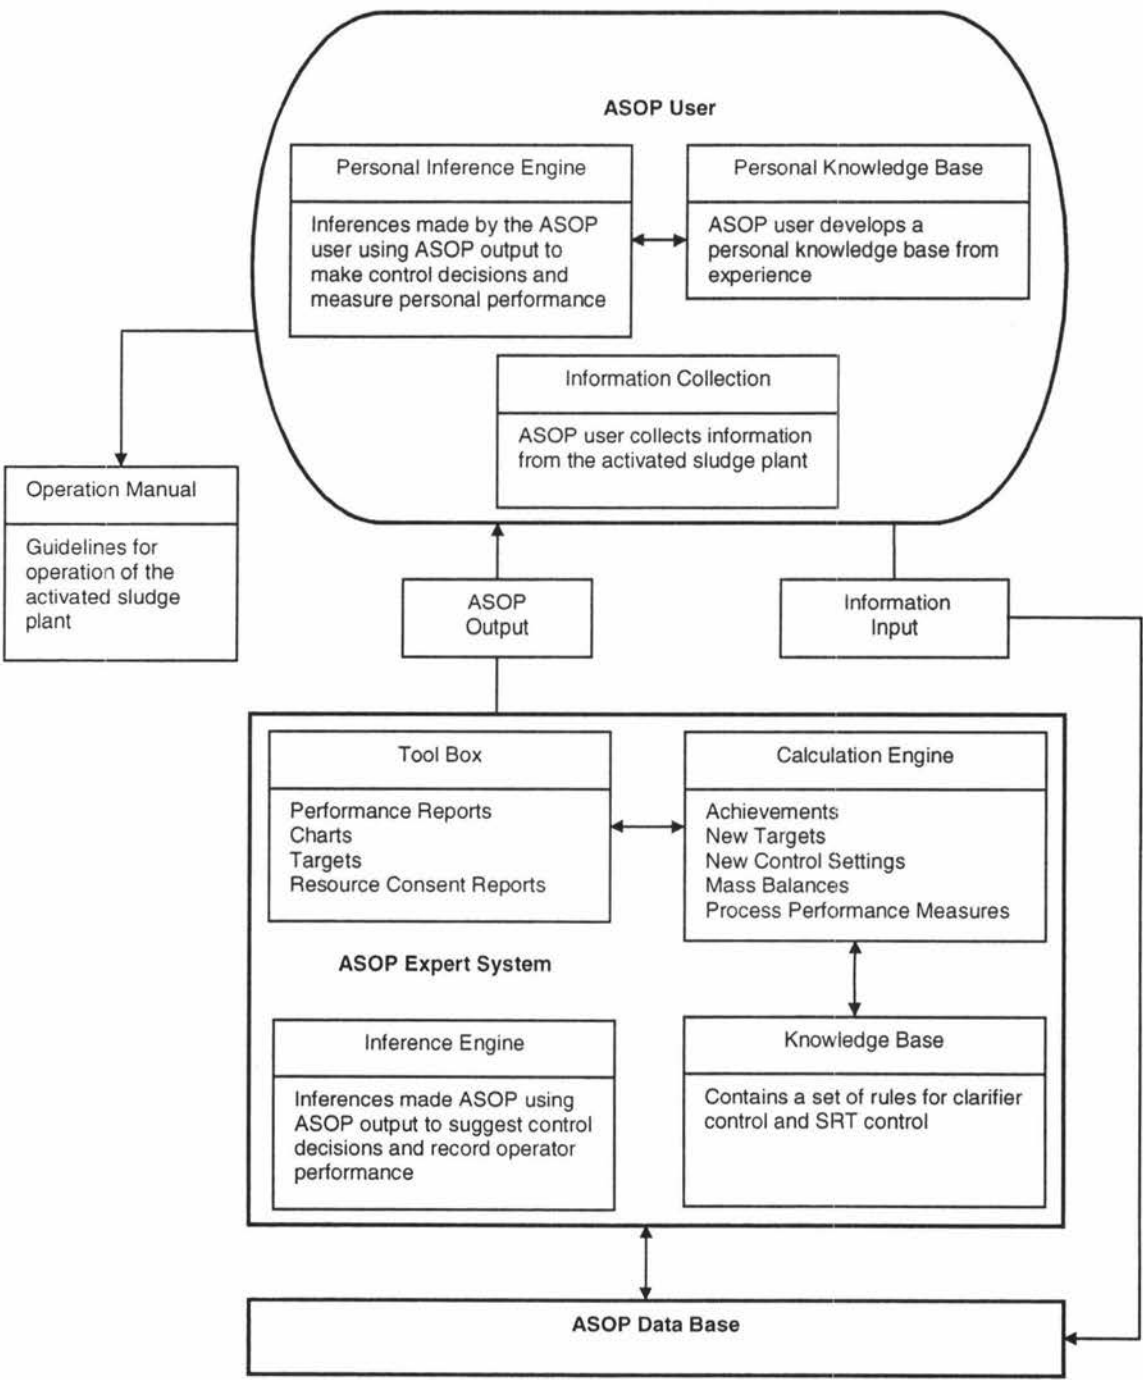 ASOP User
Personal Inference Engine
Inferences made by the ASOP
user using ASOP output to
make control decisions and
measure personal performance
Personal Knowledge Base
ASOP user develops a
personal knowledge base from
experience
Information Collection
ASOP user collects information
from the activated sludge plant
Operation Manual
Guidelines for
operation of the
activated sludge
plant
ASOP
Output
Information
Input
Tool Box
Performance Reports
Charts
Targets
Resource Consent Reports
Calculation Engine
Achievements
New Targets
New Control Settings
Mass Balances
Process Performance Measures
ASOP Expert System
Inference Engine
Inferences made ASOP using
ASOP output to suggest control
decisions and record operator
performance
Knowledge Base
Contains a set of rules for clarifier
control and SRT control
ASOP Data Base